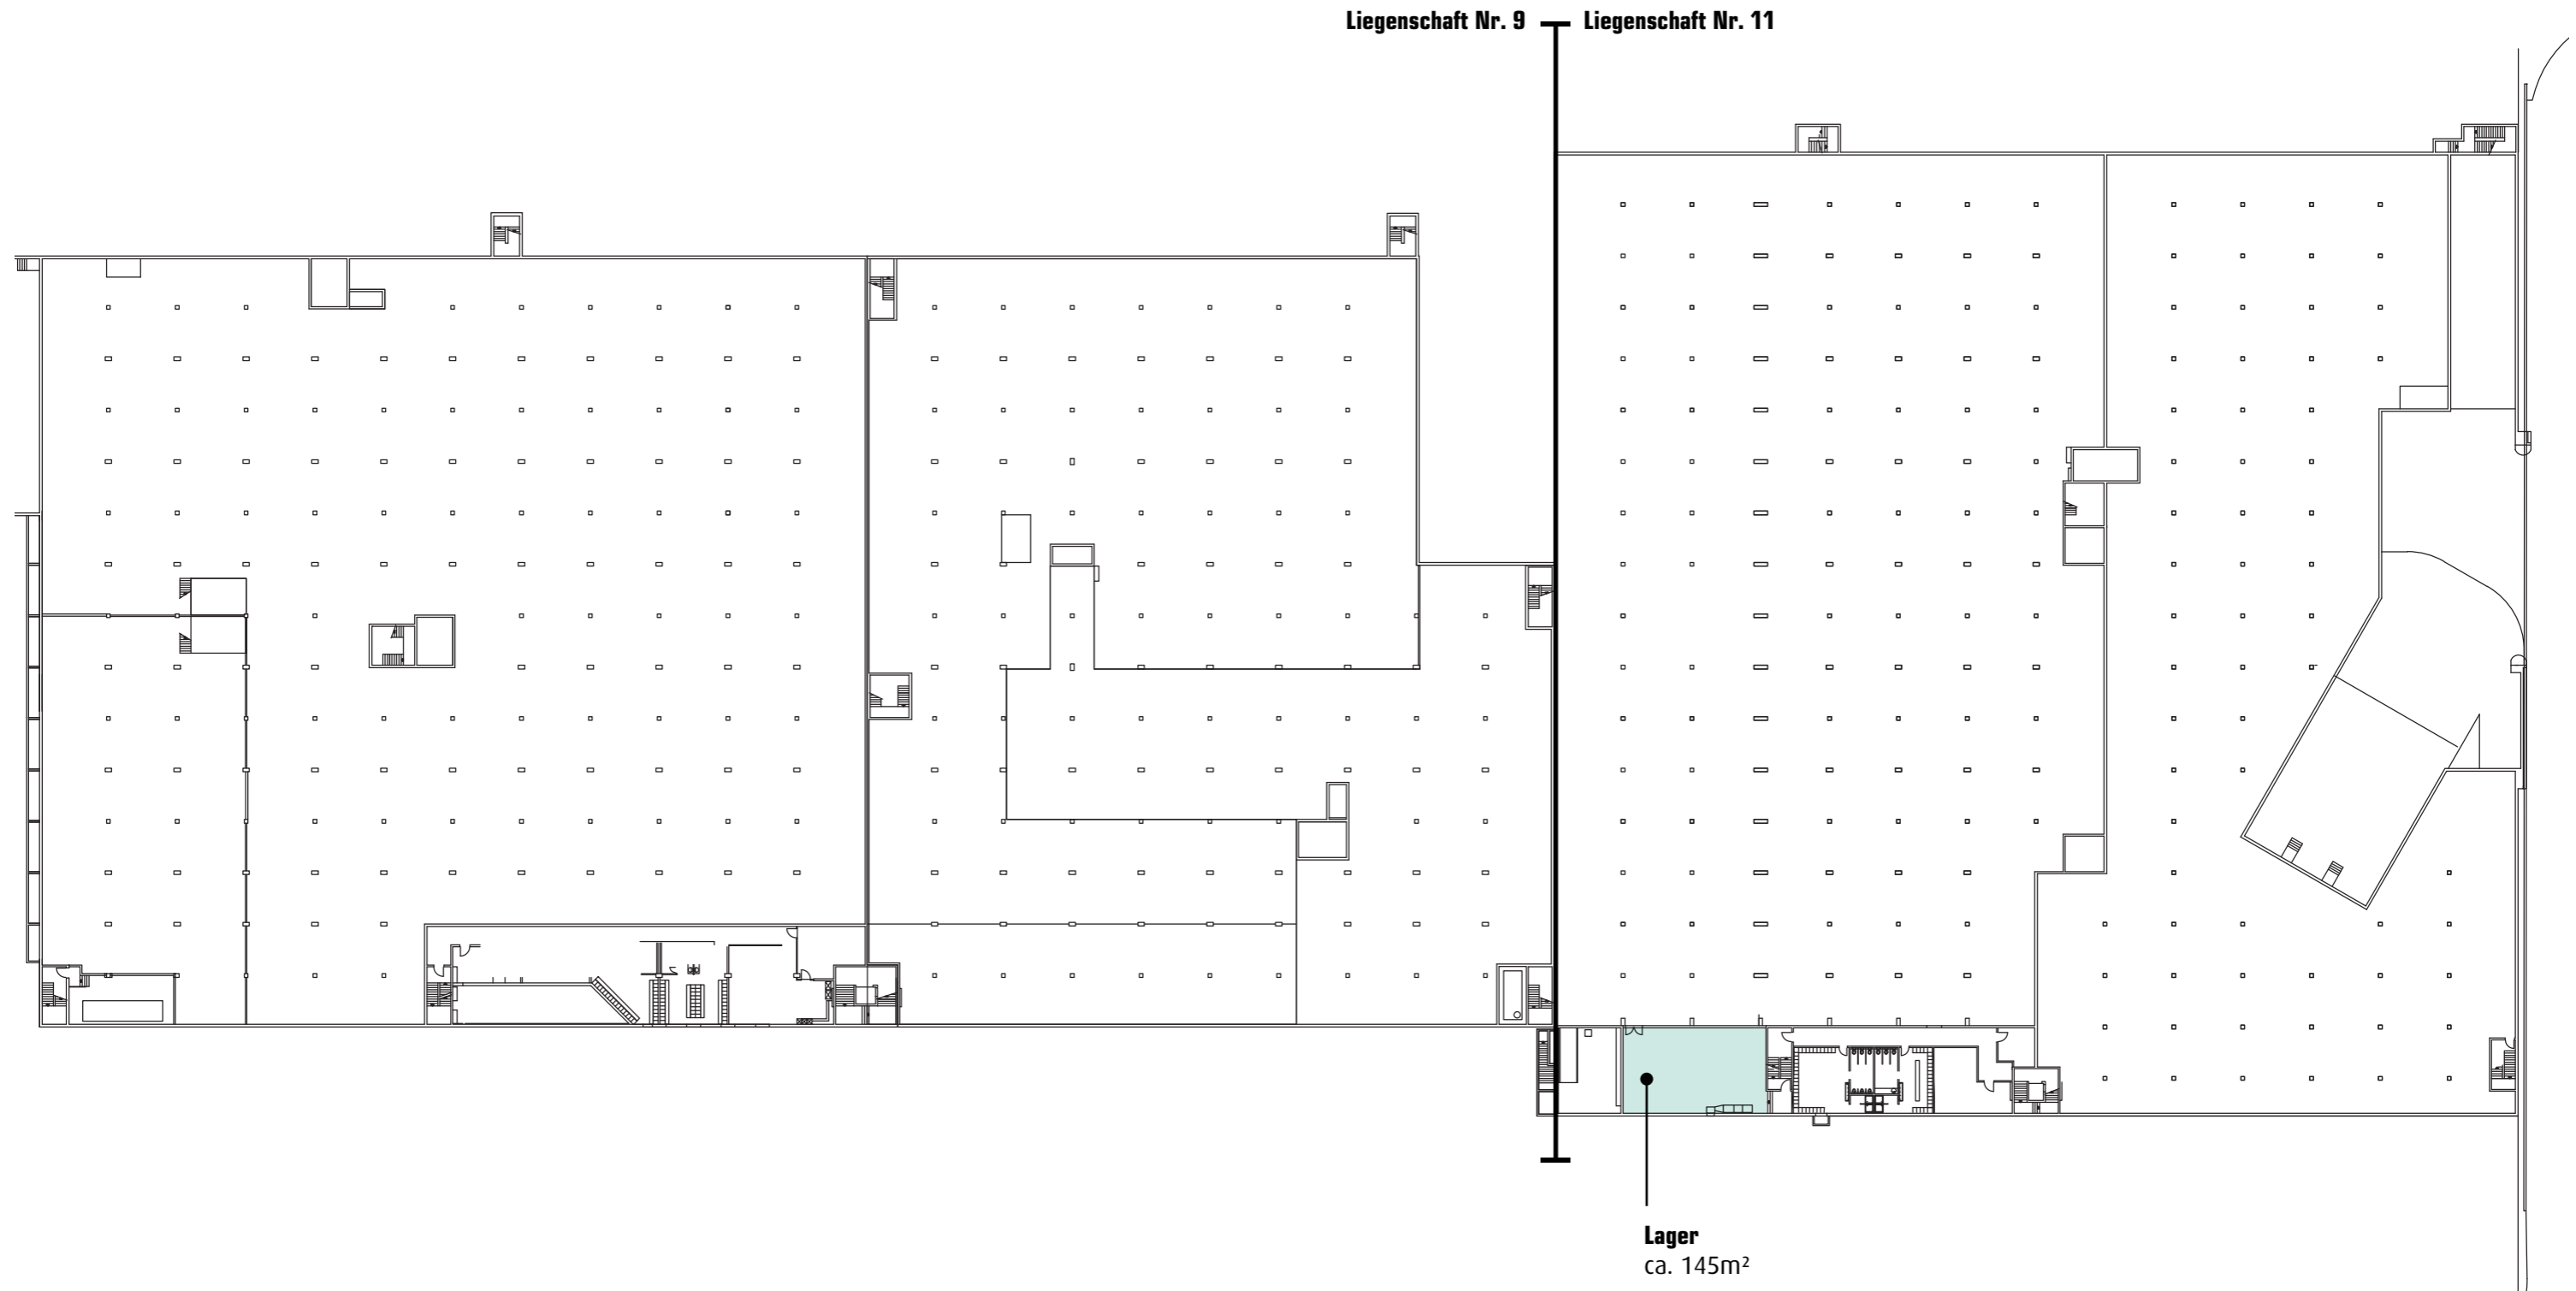 Liegenschaft Nr. 9
Liegenschaft Nr. 11
Lager
ca. 145m²